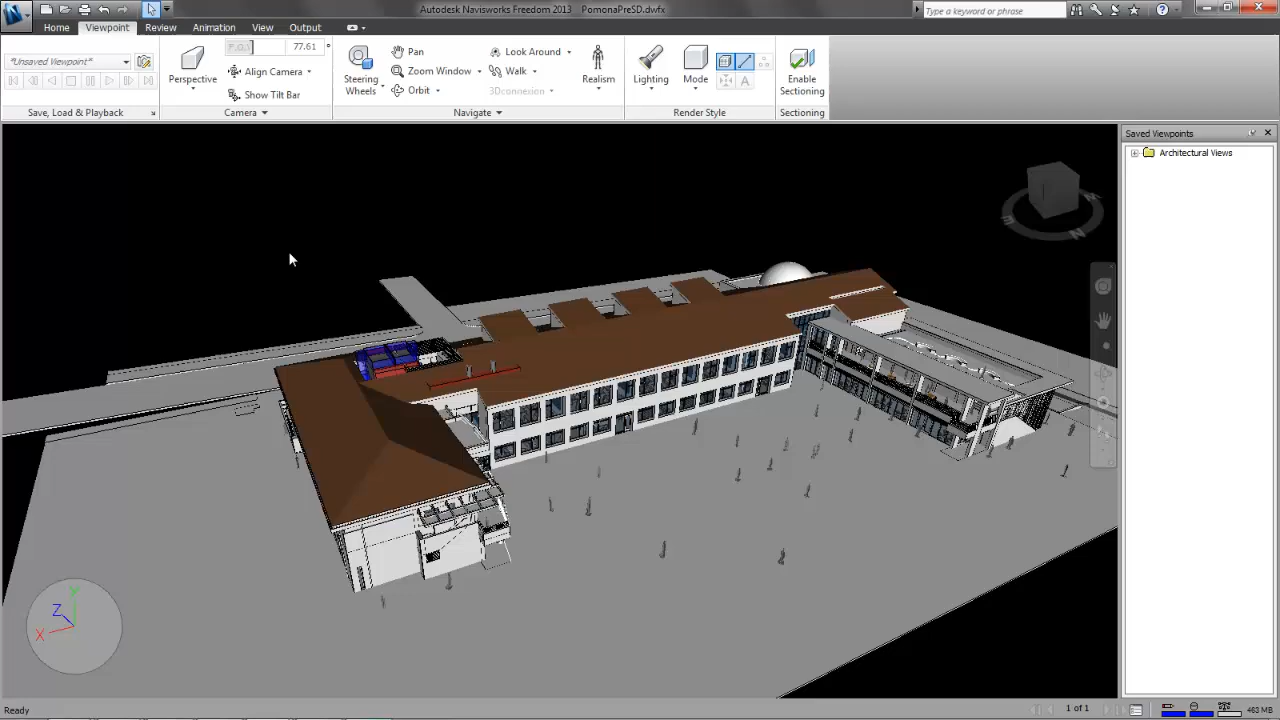 Autodesk Navisworks Freedom 2013 PomonaPreSD.dwfx
Type a keyword or phrase
Home Viewpoint Review Animation View Output
*Unsaved Viewpoint*
Save, Load & Playback
Perspective
F.O.V. 77.61 °
Align Camera
Show Tilt Bar
Camera
Steering Wheels
Pan
Zoom Window
Orbit
Look Around
Walk
3Dconnexion
Realism
Navigate
Lighting
Mode
A
Render Style
Enable Sectioning
Sectioning
Saved Viewpoints
Architectural Views
N
Y
Z
X
Ready
1 of 1
463 MB